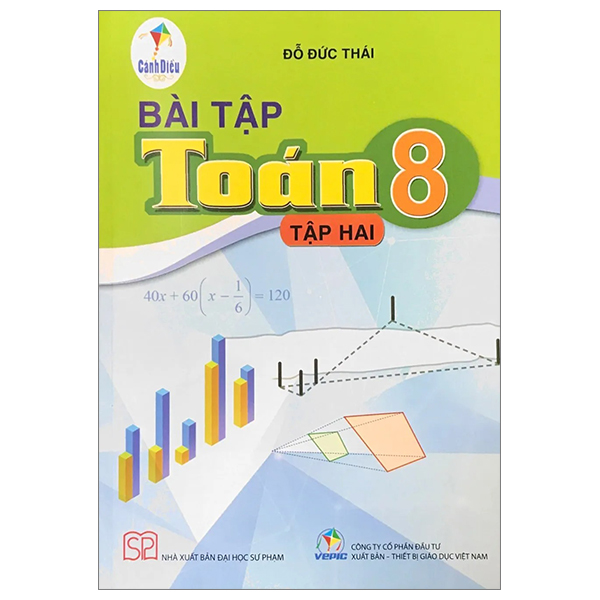 Cánh Diều
ĐỖ ĐỨC THÁI
BÀI TẬP
Toán 8
TẬP HAI
40x + 60(x − 1/6) = 120
SP
NHÀ XUẤT BẢN ĐẠI HỌC SƯ PHẠM
VEPIC
CÔNG TY CỔ PHẦN ĐẦU TƯ
XUẤT BẢN – THIẾT BỊ GIÁO DỤC VIỆT NAM